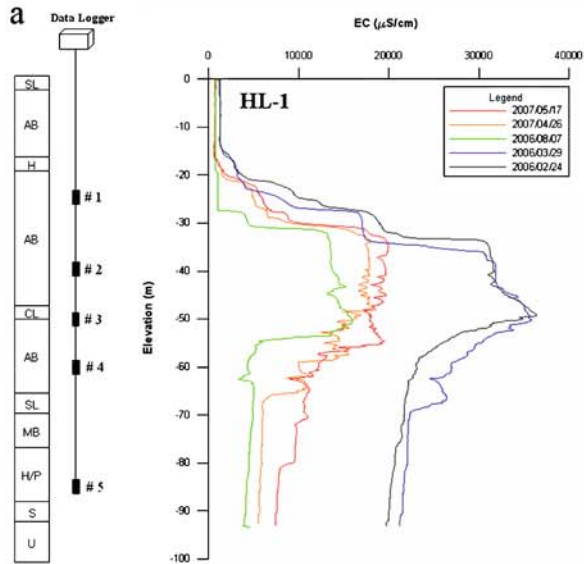 a
Data Logger
SL
AB
H
AB
CL
AB
SL
MB
H/P
S
U
# 1
# 2
# 3
# 4
# 5
EC (µS/cm)
0 10000 20000 30000 40000
HL-1
Legend
2007/05/17
2007/04/26
2006/08/07
2006/03/29
2006/02/24
Elevation (m)
0
-10
-20
-30
-40
-50
-60
-70
-80
-90
-100